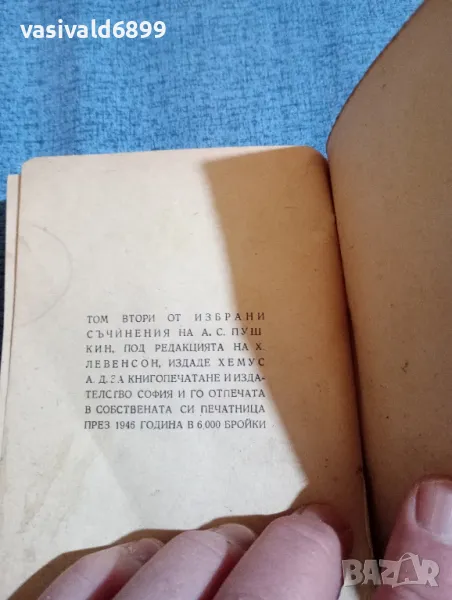 vasivald6899
ТОМ ВТОРИ ОТ ИЗБРАНИ
СЪЧИНЕНИЯ НА А. С. ПУШ
КИН, ПОД РЕДАКЦИЯТА НА Х.
ЛЕВЕНСОН, ИЗДАДЕ ХЕМУС
А. Д. ЗА КНИГОПЕЧАТАНЕ И ИЗДА-
ТЕЛСТВО СОФИЯ И ГО ОТПЕЧАТА
В СОБСТВЕНАТА СИ ПЕЧАТНИЦА
ПРЕЗ 1946 ГОДИНА В 6,000 БРОЙКИ
BAZAR